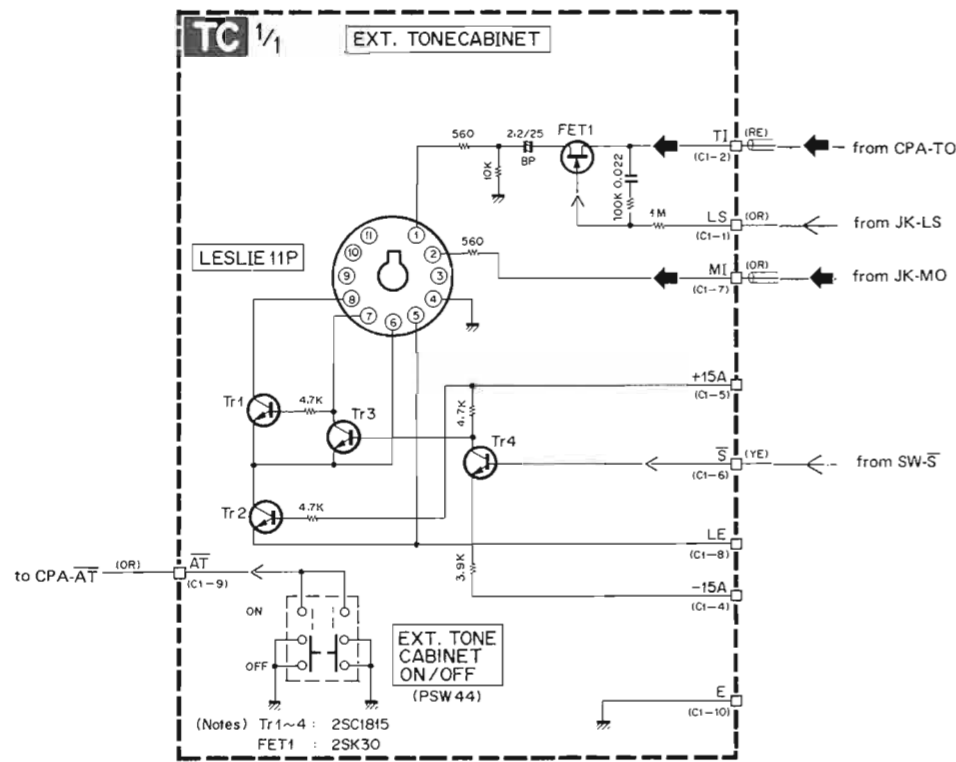 TC 1/1
EXT. TONECABINET
560
2.2/25
BP
FET1
TI
(RE)
(C1-2)
from CPA-TO
10K
100K 0.022
1M
LS
(OR)
(C1-1)
from JK-LS
LESLIE 11P
11
1
10
2
9
3
8
4
7
6
5
560
MI
(OR)
(C1-7)
from JK-MO
+15A
(C1-5)
Tr1
4.7K
Tr3
4.7K
Tr4
S̅
(YE)
(C1-6)
from SW-S̅
Tr2
4.7K
LE
(C1-8)
to CPA-A̅T̅
(OR)
A̅T̅
(C1-9)
3.9K
-15A
(C1-4)
ON
OFF
EXT. TONE
CABINET
ON/OFF
(PSW44)
E
(C1-10)
(Notes) Tr1~4 : 2SC1815
FET1 : 2SK30